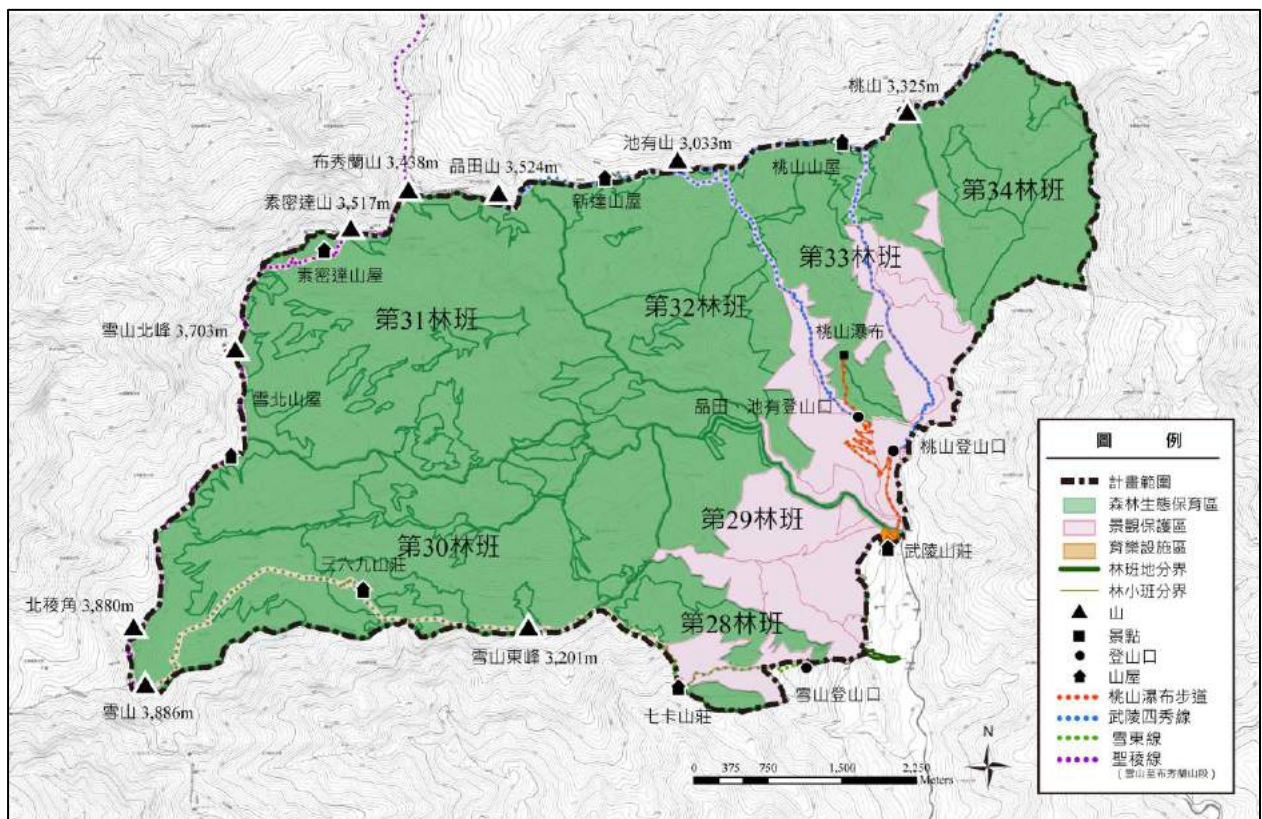 桃山 3,325m
池有山 3,033m
布秀蘭山 3,438m
品田山 3,524m
桃山山屋
新達山屋
第34林班
素密達山 3,517m
第33林班
素密達山屋
第31林班
第32林班
雪山北峰 3,703m
桃山瀑布
雪北山屋
品田、池有登山口
桃山登山口
第29林班
第30林班
武陵山莊
三六九山莊
北稜角 3,880m
第28林班
雪山東峰 3,201m
雪山登山口
雪山 3,886m
七卡山莊
N
0 375 750 1,500 2,250
Meters
圖 例
計畫範圍
森林生態保育區
景觀保護區
育樂設施區
林班地分界
林小班分界
山
景點
登山口
山屋
桃山瀑布步道
武陵四秀線
雪東線
聖稜線
(雪山至布秀蘭山段)